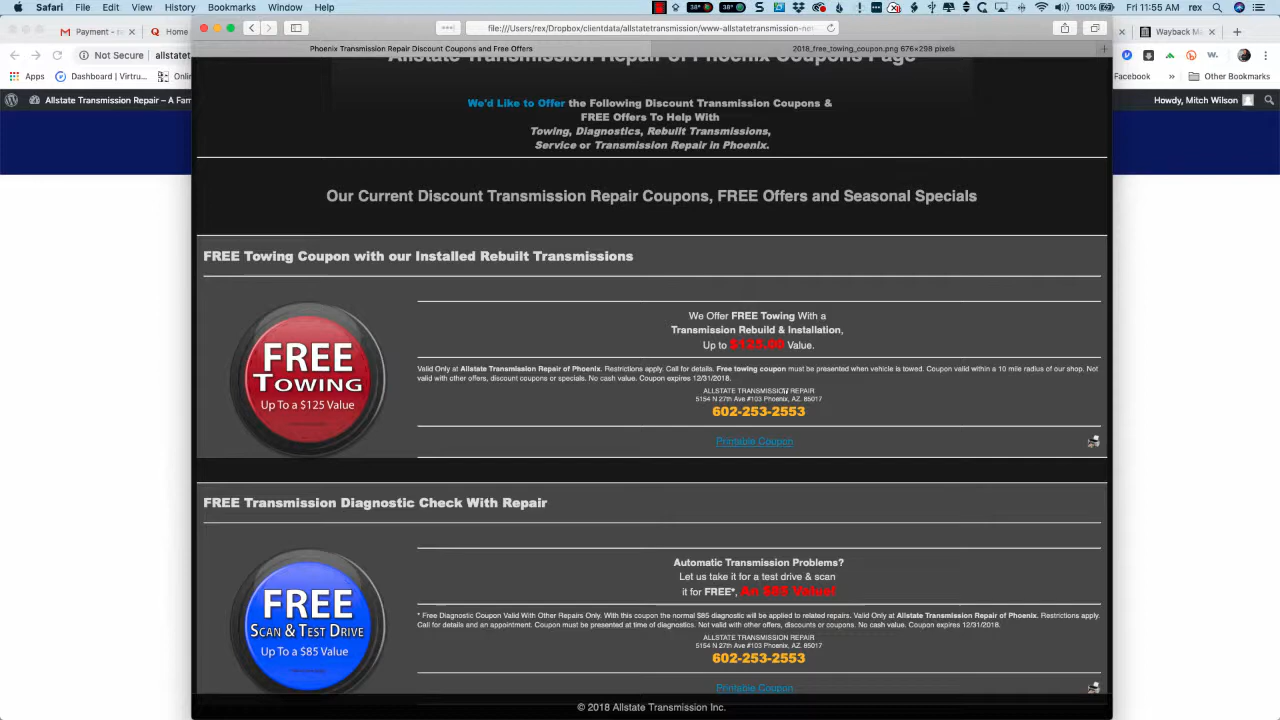 Safari File Edit View History Bookmarks Window Help
38° 38° 100% Fri 11:55 AM
Payment - Home
file:///Users/rex/Dropbox/clientdata/allstatetransmission/www-allstatetransmission-net
Wayback Ma
Not Secure
Phoenix Transmission Repair Discount Coupons and Free Offers
2018_free_towing_coupon.png 676×298 pixels
Apps Dashboard | Virtru...
Facebook » Other Bookmarks
Allstate Transmission Repair – A Fam
Howdy, Mitch Wilson
Allstate Transmission Repair of Phoenix Coupons Page
We'd Like to Offer the Following Discount Transmission Coupons &
FREE Offers To Help With
Towing, Diagnostics, Rebuilt Transmissions,
Service or Transmission Repair in Phoenix.
Our Current Discount Transmission Repair Coupons, FREE Offers and Seasonal Specials
FREE Towing Coupon with our Installed Rebuilt Transmissions
FREE
TOWING
Up To a $125 Value
We Offer FREE Towing With a
Transmission Rebuild & Installation,
Up to $125.00 Value.
Valid Only at Allstate Transmission Repair of Phoenix. Restrictions apply. Call for details. Free towing coupon must be presented when vehicle is towed. Coupon valid within a 10 mile radius of our shop. Not
valid with other offers, discount coupons or specials. No cash value. Coupon expires 12/31/2018.
ALLSTATE TRANSMISSION REPAIR
5154 N 27th Ave #103 Phoenix, AZ. 85017
602-253-2553
Printable Coupon
FREE Transmission Diagnostic Check With Repair
FREE
SCAN & TEST DRIVE
Up To a $85 Value
Automatic Transmission Problems?
Let us take it for a test drive & scan
it for FREE*, An $85 Value!
* Free Diagnostic Coupon Valid With Other Repairs Only. With this coupon the normal $85 diagnostic will be applied to related repairs. Valid Only at Allstate Transmission Repair of Phoenix. Restrictions apply.
Call for details and an appointment. Coupon must be presented at time of diagnostics. Not valid with other offers, discounts or coupons. No cash value. Coupon expires 12/31/2018.
ALLSTATE TRANSMISSION REPAIR
5154 N 27th Ave #103 Phoenix, AZ. 85017
602-253-2553
Printable Coupon
© 2018 Allstate Transmission Inc.